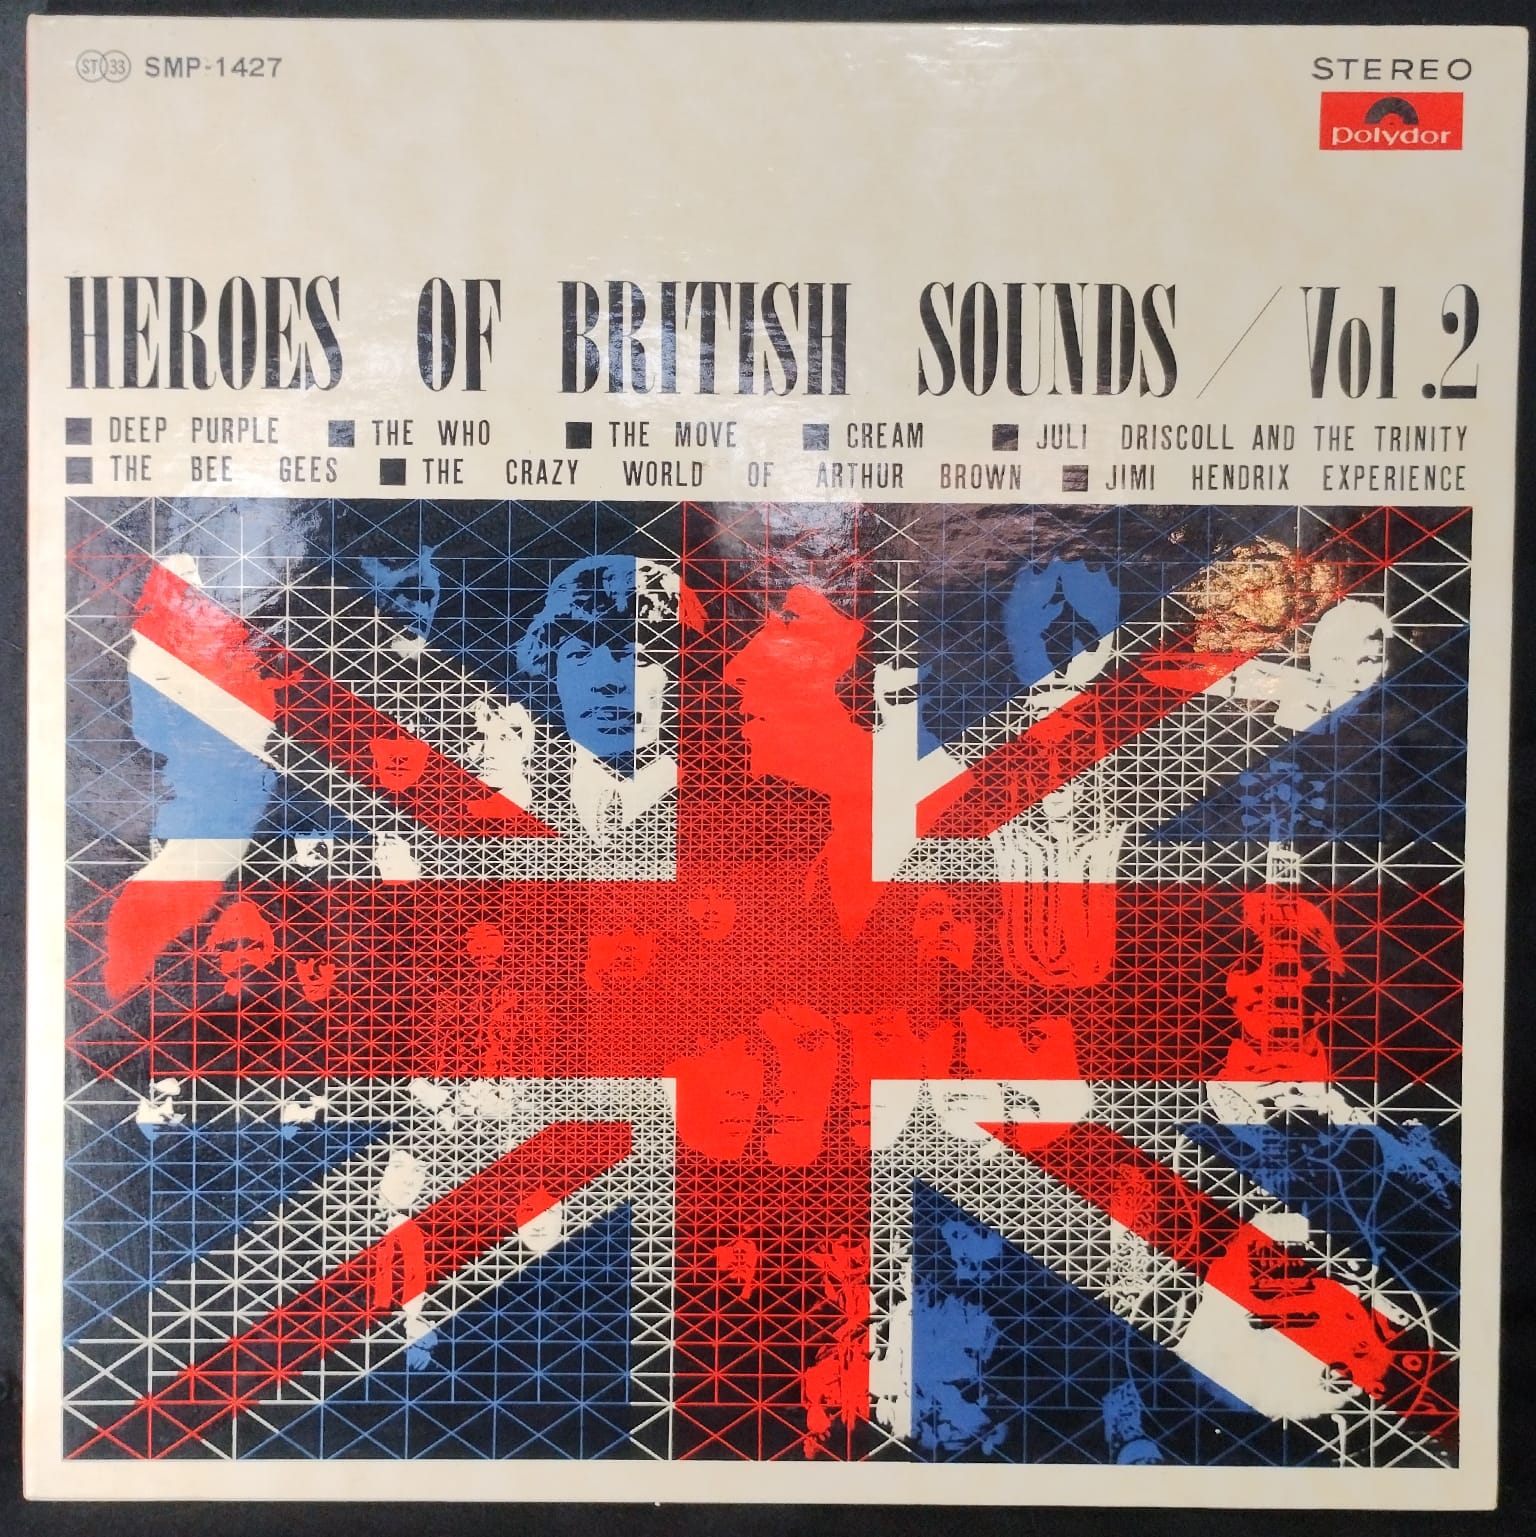 ST 33 SMP-1427
STEREO
polydor
HEROES OF BRITISH SOUNDS / Vol.2
■ DEEP PURPLE ■ THE WHO ■ THE MOVE ■ CREAM ■ JULI DRISCOLL AND THE TRINITY
■ THE BEE GEES ■ THE CRAZY WORLD OF ARTHUR BROWN ■ JIMI HENDRIX EXPERIENCE